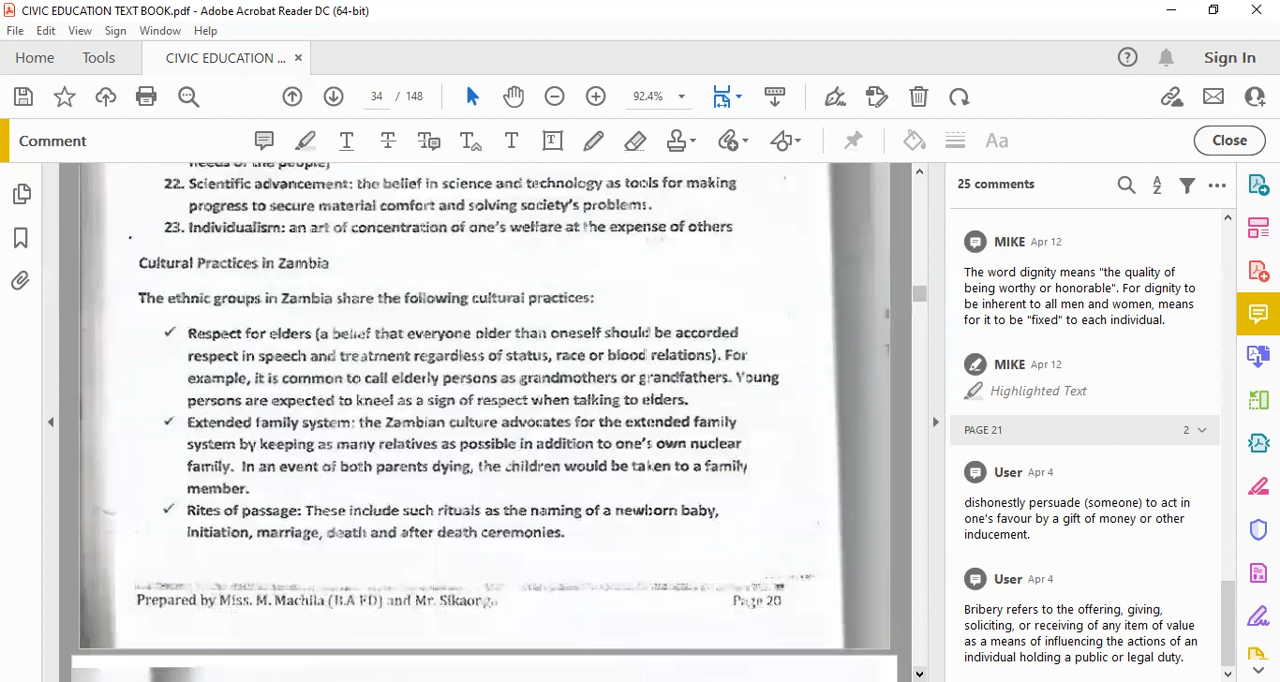 CIVIC EDUCATION TEXT BOOK.pdf - Adobe Acrobat Reader DC (64-bit)
File Edit View Sign Window Help
Home Tools CIVIC EDUCATION ... × Sign In
34 / 148 92.4%
Comment Close
needs of the people)
22. Scientific advancement: the belief in science and technology as tools for making
progress to secure material comfort and solving society's problems.
23. Individualism: an art of concentration of one's welfare at the expense of others
Cultural Practices in Zambia
The ethnic groups in Zambia share the following cultural practices:
✓ Respect for elders (a belief that everyone older than oneself should be accorded
respect in speech and treatment regardless of status, race or blood relations). For
example, it is common to call elderly persons as grandmothers or grandfathers. Young
persons are expected to kneel as a sign of respect when talking to elders.
✓ Extended family system: the Zambian culture advocates for the extended family
system by keeping as many relatives as possible in addition to one's own nuclear
family. In an event of both parents dying, the children would be taken to a family
member.
✓ Rites of passage: These include such rituals as the naming of a newborn baby,
initiation, marriage, death and after death ceremonies.
Prepared by Miss. M. Machila (B.A ED) and Mr. Page 20
25 comments
MIKE Apr 12
The word dignity means "the quality of
being worthy or honorable". For dignity to
be inherent to all men and women, means
for it to be "fixed" to each individual.
MIKE Apr 12
Highlighted Text
PAGE 21 2
User Apr 4
dishonestly persuade (someone) to act in
one's favour by a gift of money or other
inducement.
User Apr 4
Bribery refers to the offering, giving,
soliciting, or receiving of any item of value
as a means of influencing the actions of an
individual holding a public or legal duty.